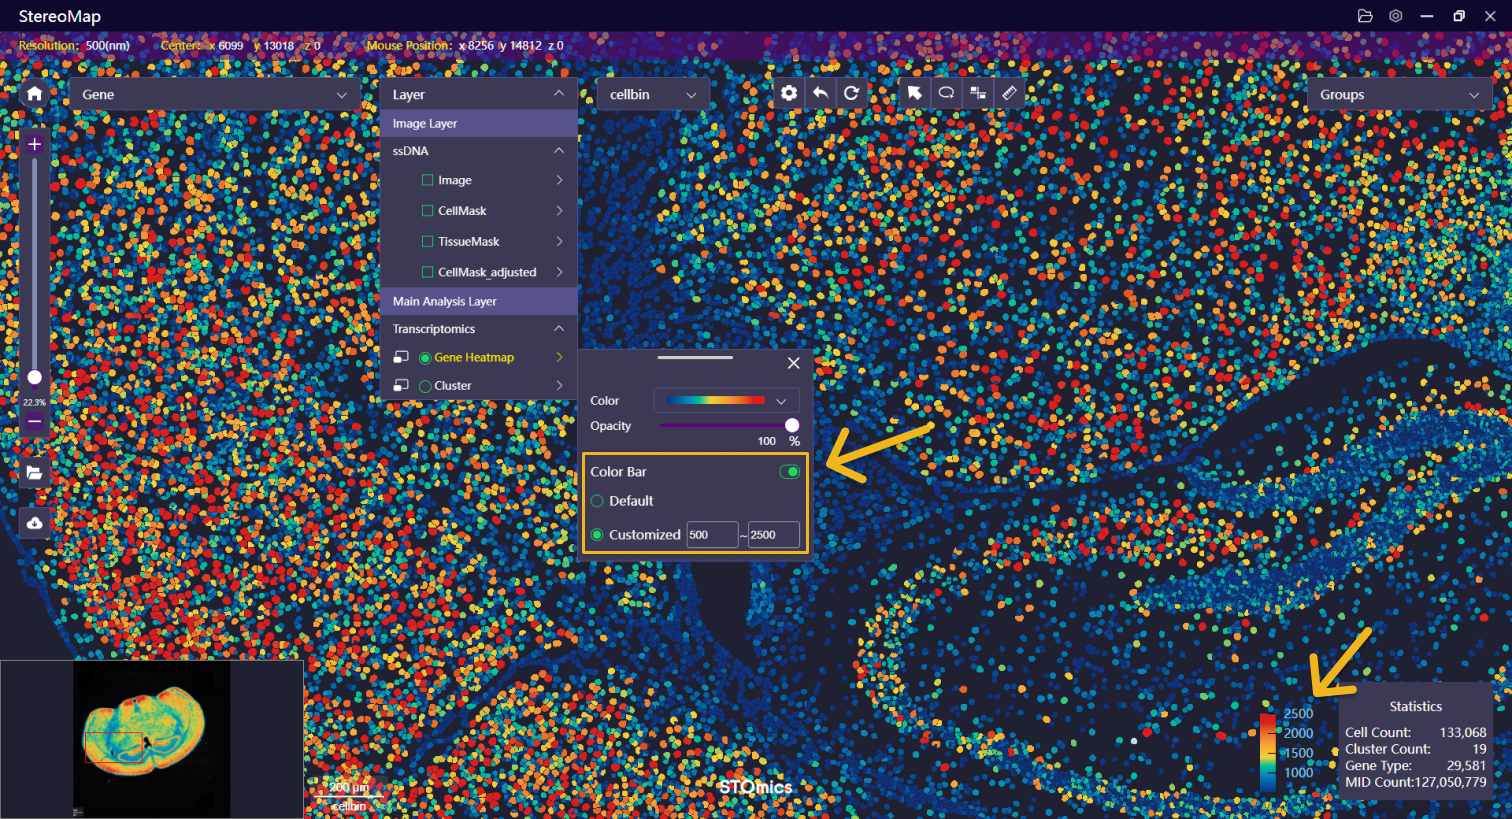 StereoMap
Resolution: 500(nm) Center: x 6099 y 13018 z 0 Mouse Position: x 8256 y 14812 z 0
Gene
Layer
cellbin
Groups
Image Layer
ssDNA
Image
CellMask
TissueMask
CellMask_adjusted
Main Analysis Layer
Transcriptomics
Gene Heatmap
Cluster
22.3%
Color
Opacity
100 %
Color Bar
Default
Customized 500 ~ 2500
200 μm
cellbin
STOmics
2500
2000
1500
1000
Statistics
Cell Count: 133,068
Cluster Count: 19
Gene Type: 29,581
MID Count:127,050,779